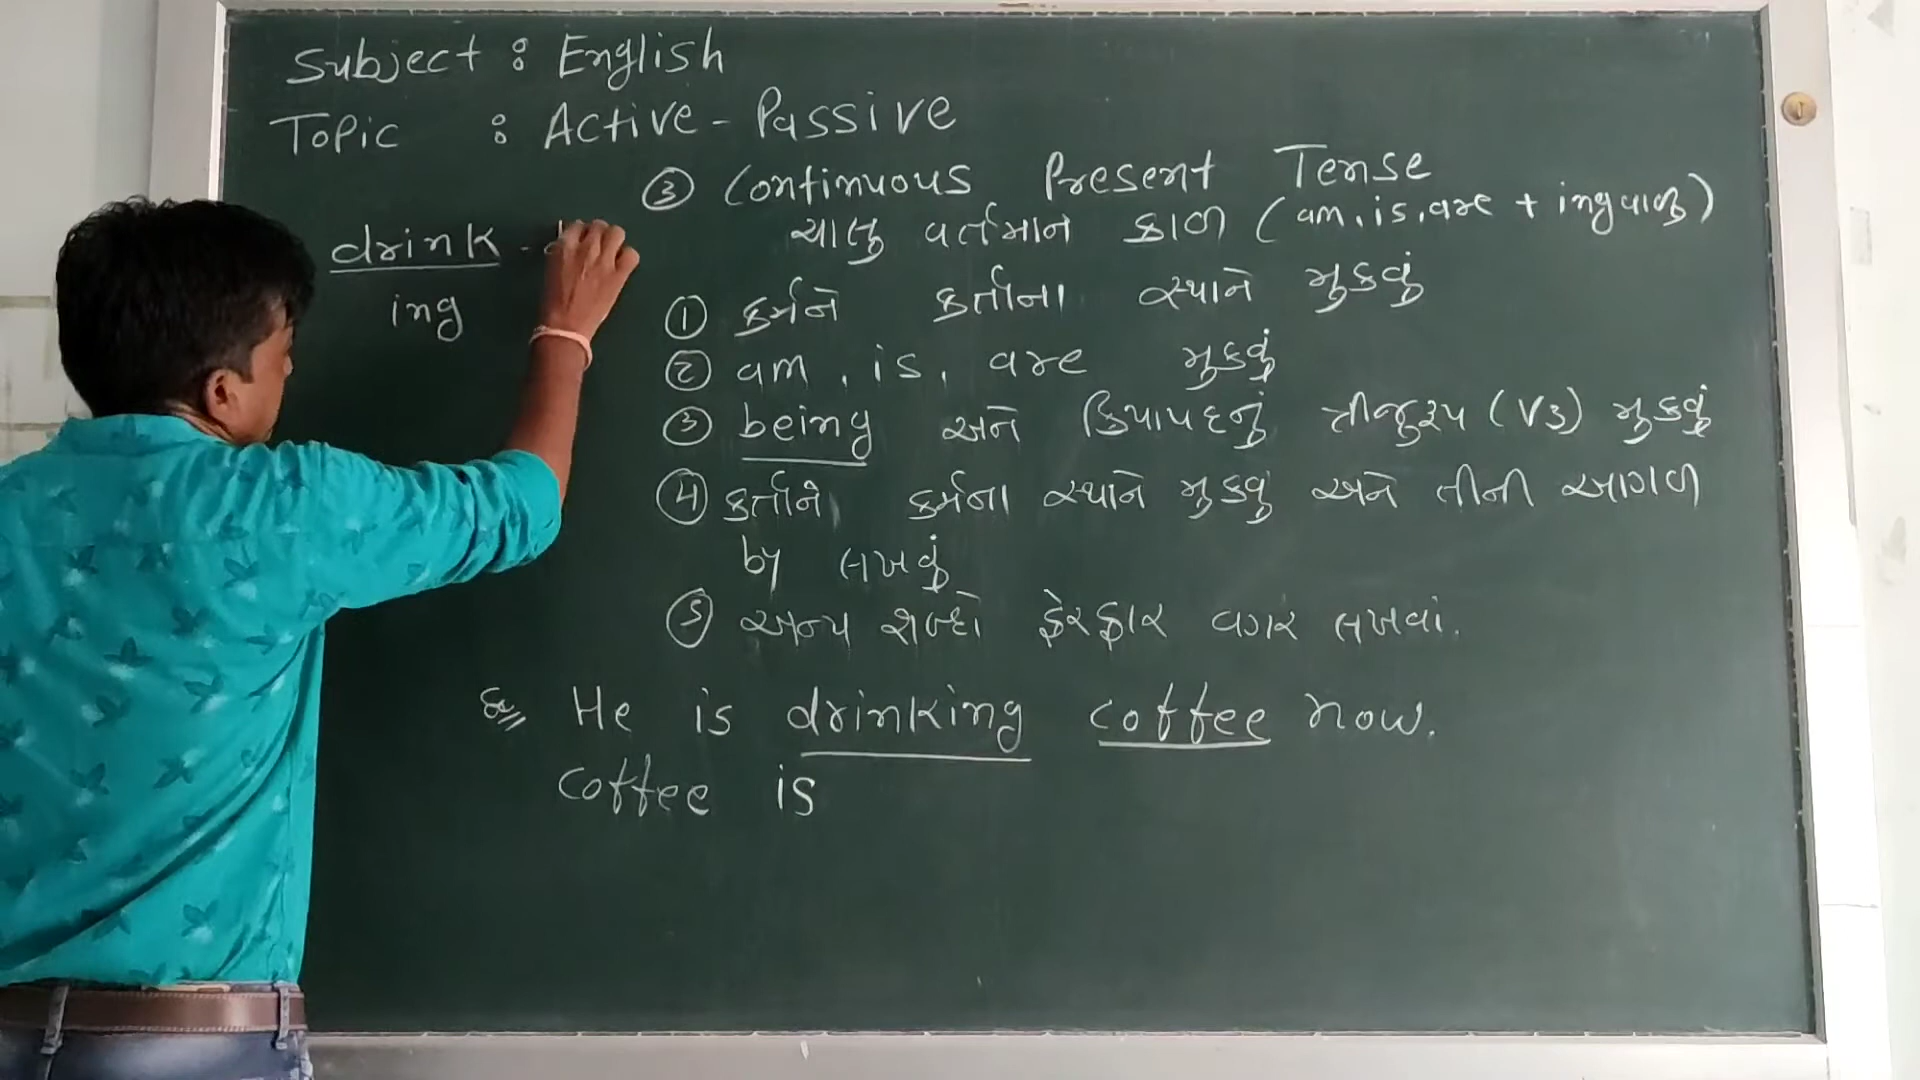 Subject : English
Topic : Active - Passive
③ Continuous Present Tense
ચાલુ વર્તમાન કાળ (am, is, are + ing વાળુ)
drink - d
ing
① કર્મને કર્તાના સ્થાને મુકવું
② am, is, are મુકવું
③ being અને ક્રિયાપદનું ત્રીજુ રૂપ (V3) મુકવું
④ કર્તાને કર્મના સ્થાને મુકવું અને તેની આગળ
by લખવું
⑤ અન્ય શબ્દો ફેરફાર વગર લખવાં.
Ex He is drinking coffee now.
coffee is